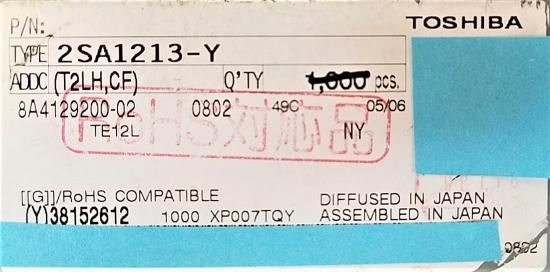 P/N:
TOSHIBA
TYPE 2SA1213-Y
ADDC (T2LH,CF) Q'TY 1,000 pcs.
8A4129200-02 0802 49C 05/06
TE12L NY
RoHS対応品
[[G]]/RoHS COMPATIBLE DIFFUSED IN JAPAN
(Y)38152612 1000 XP007TQY ASSEMBLED IN JAPAN
0802